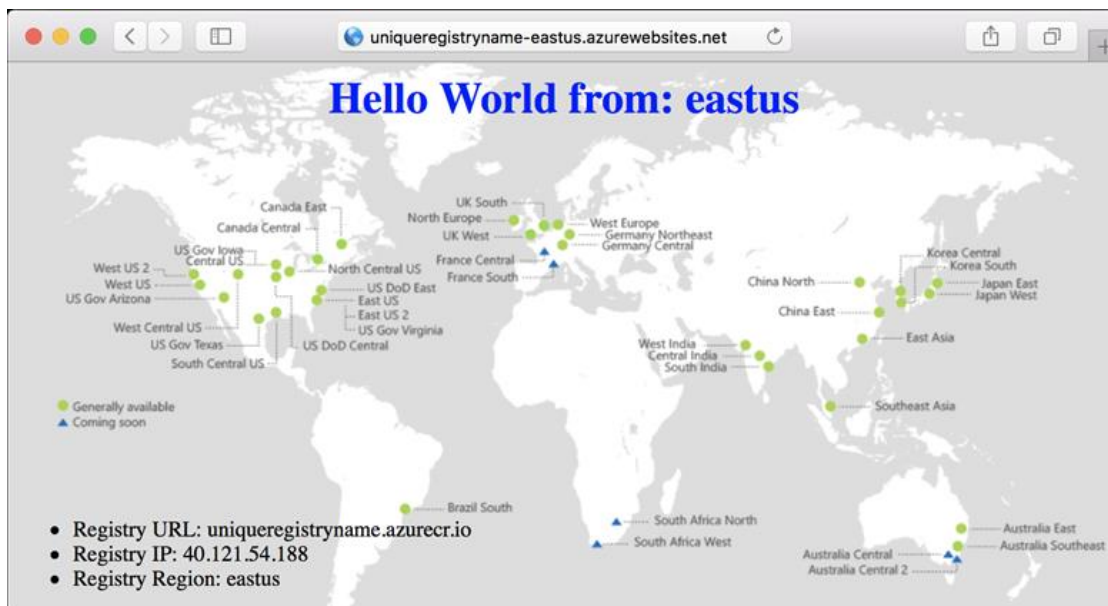 uniqueregistryname-eastus.azurewebsites.net
Hello World from: eastus
Canada East
Canada Central
US Gov Iowa
Central US
North Central US
West US 2
West US
US Gov Arizona
US DoD East
East US
East US 2
US Gov Virginia
West Central US
US Gov Texas
US DoD Central
South Central US
UK South
North Europe
West Europe
UK West
Germany Northeast
Germany Central
France Central
France South
Korea Central
Korea South
China North
Japan East
Japan West
China East
East Asia
West India
Central India
South India
Southeast Asia
Generally available
Coming soon
Brazil South
South Africa North
South Africa West
Australia East
Australia Southeast
Australia Central
Australia Central 2
• Registry URL: uniqueregistryname.azurecr.io
• Registry IP: 40.121.54.188
• Registry Region: eastus